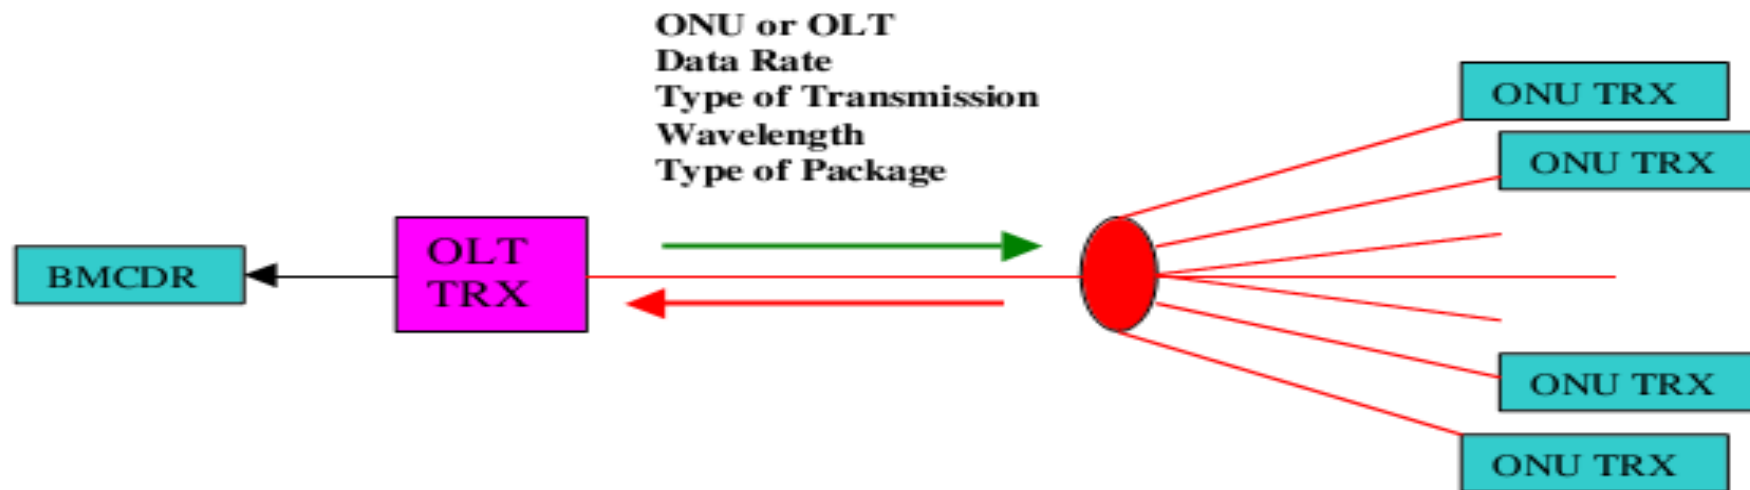 ONU or OLT
Data Rate
Type of Transmission
Wavelength
Type of Package
ONU TRX
ONU TRX
OLT
TRX
BMCDR
ONU TRX
ONU TRX